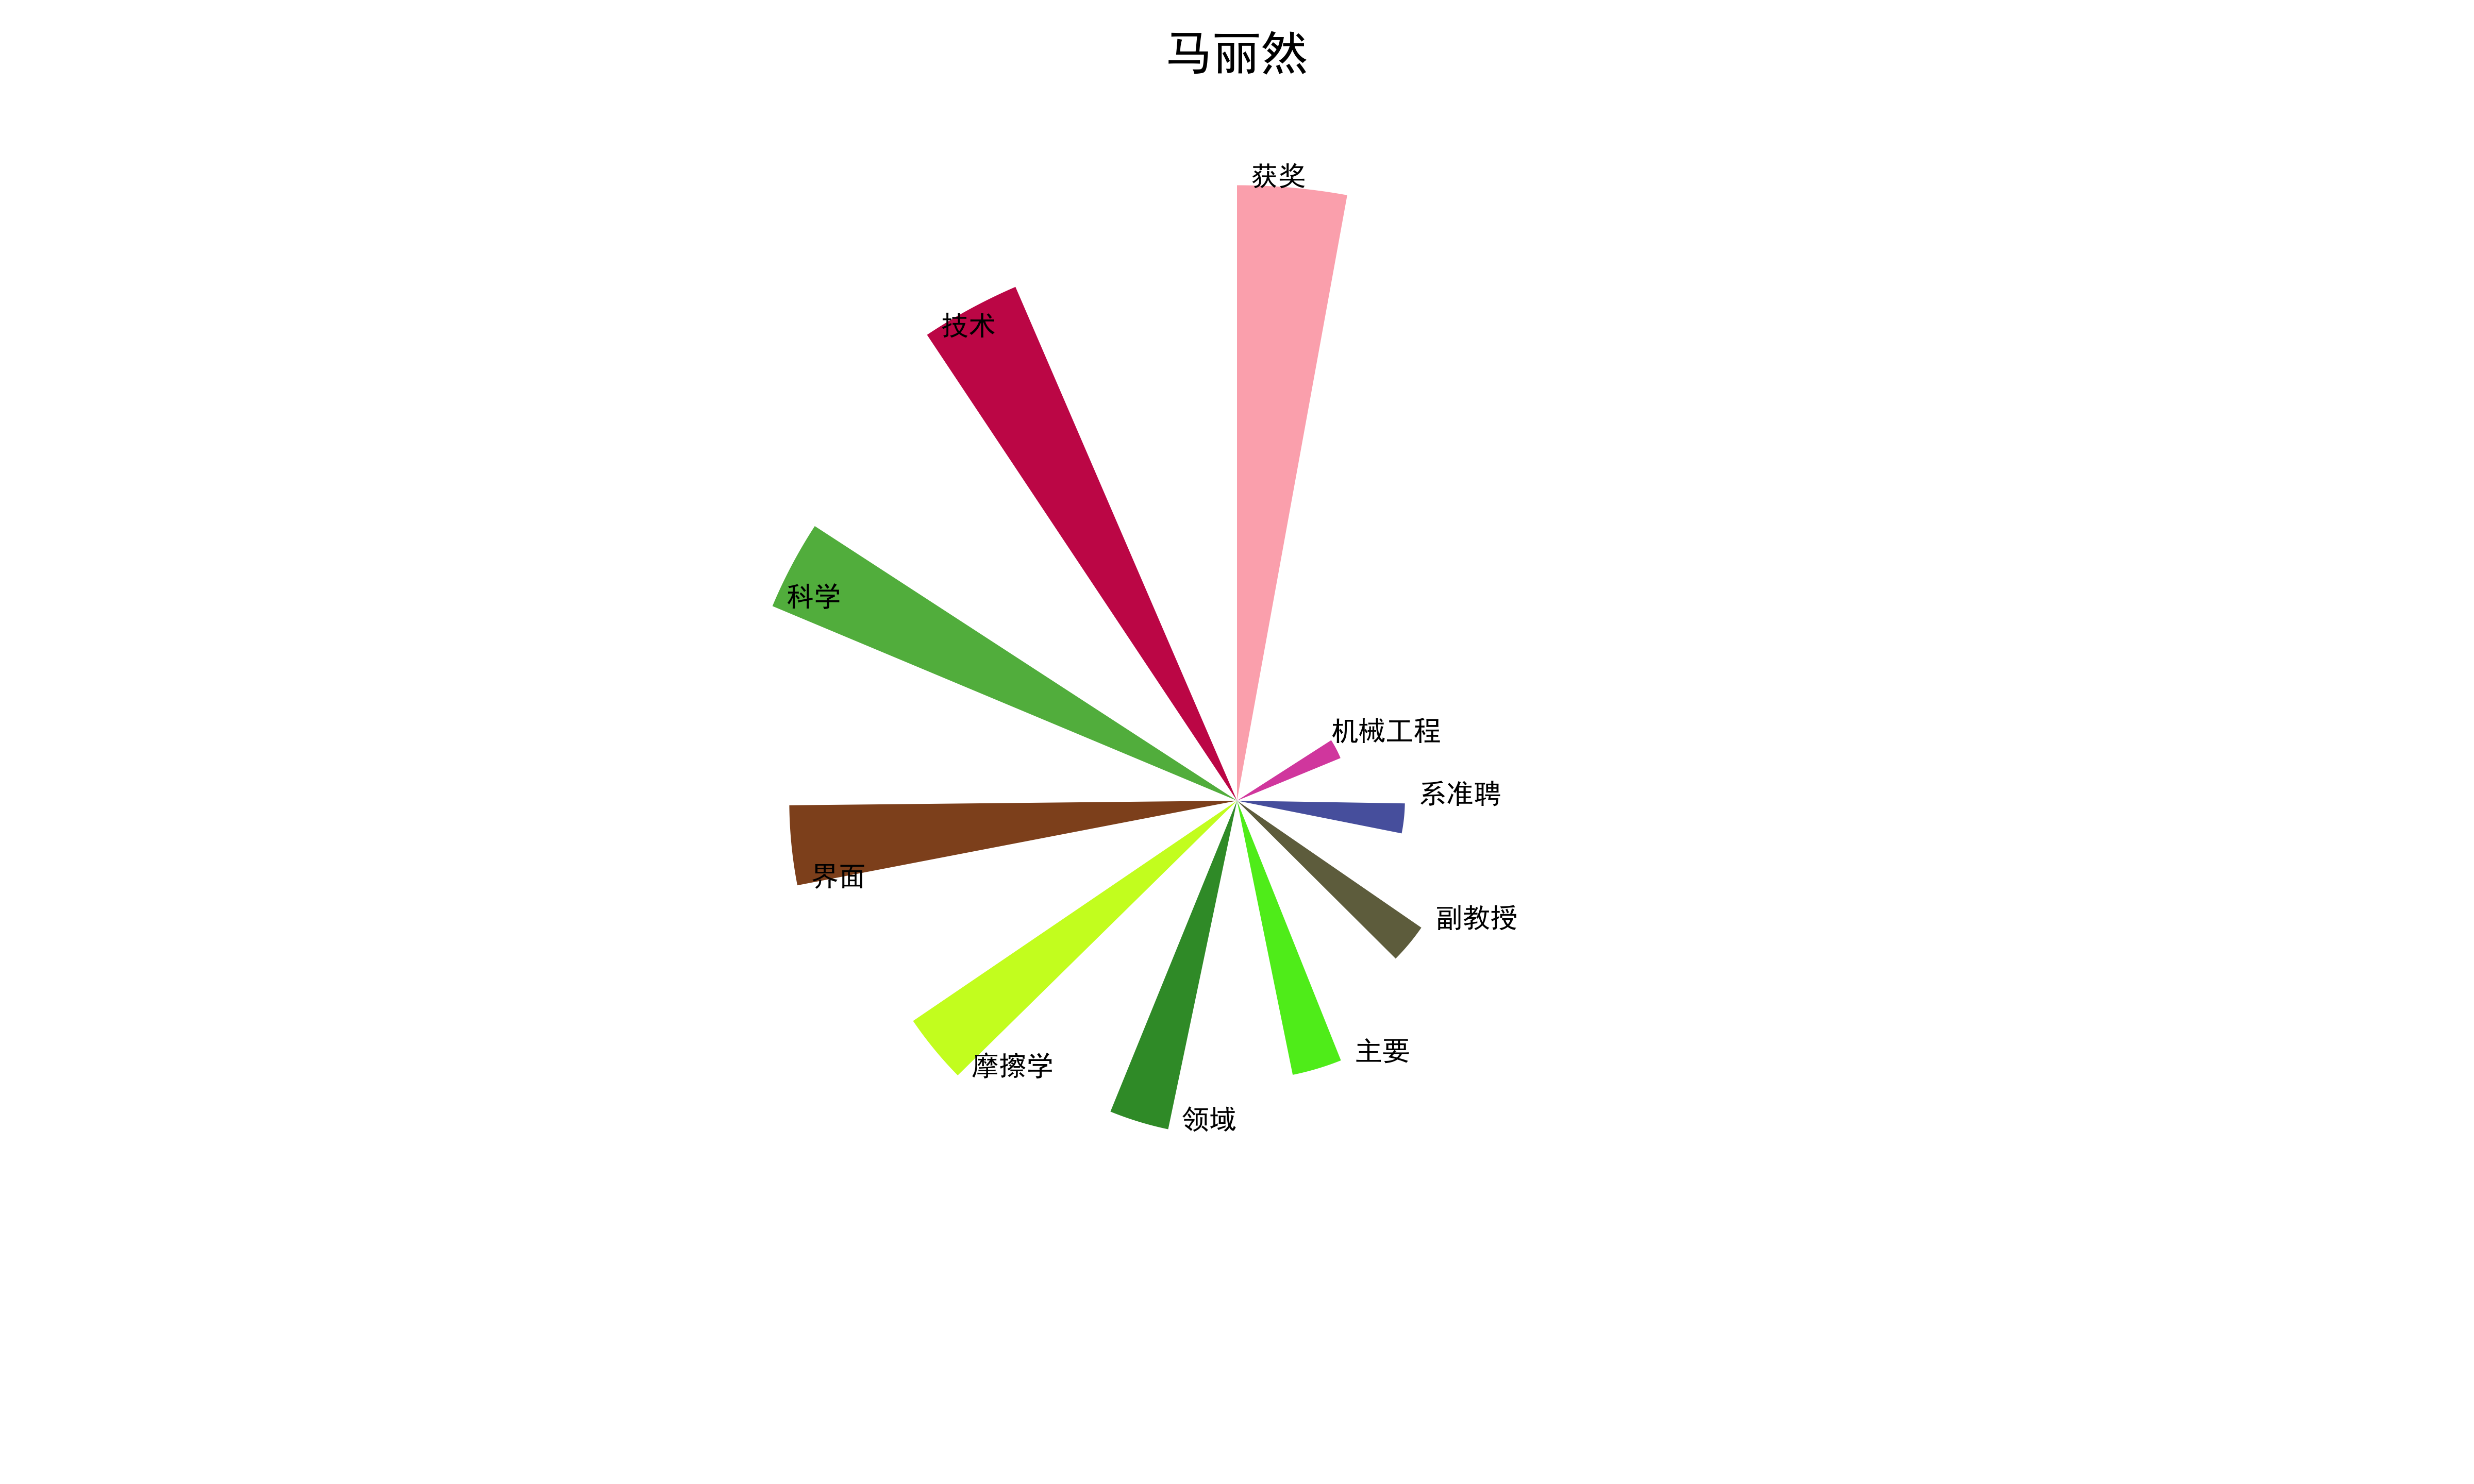 马丽然
获奖
技术
科学
机械工程
系准聘
界面
副教授
主要
摩擦学
领域